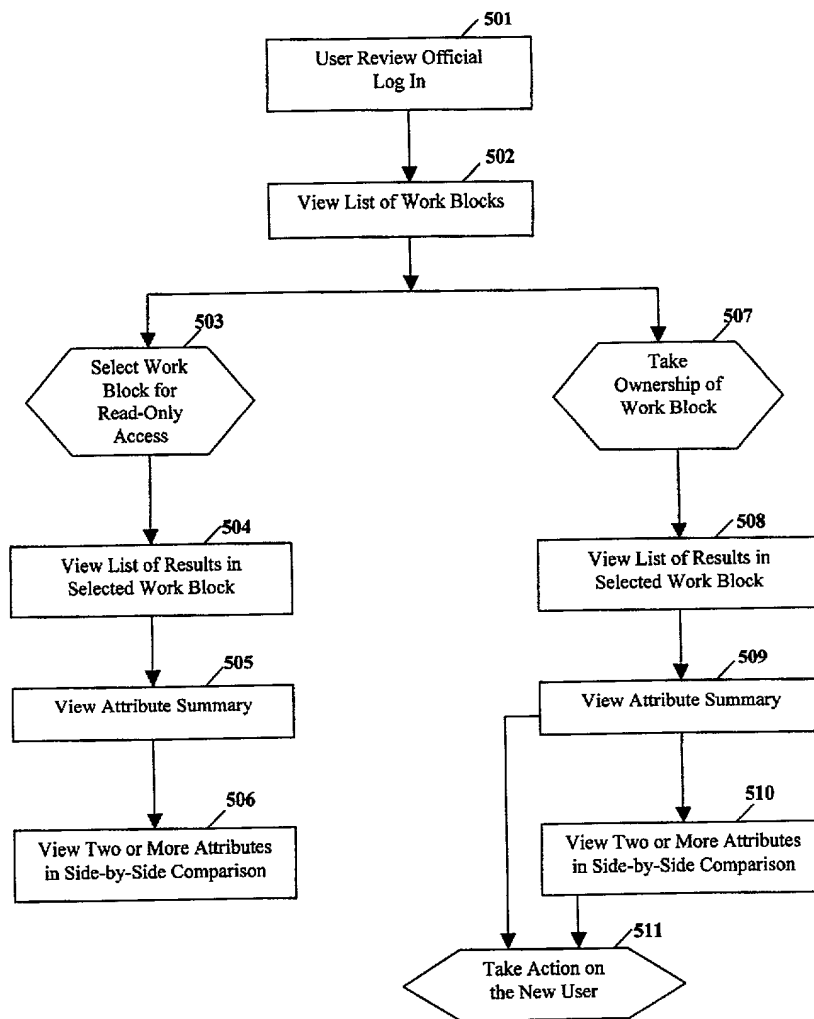 501
User Review Official
Log In
502
View List of Work Blocks
503
Select Work
Block for
Read-Only
Access
507
Take
Ownership of
Work Block
504
View List of Results in
Selected Work Block
508
View List of Results in
Selected Work Block
505
View Attribute Summary
509
View Attribute Summary
506
View Two or More Attributes
in Side-by-Side Comparison
510
View Two or More Attributes
in Side-by-Side Comparison
511
Take Action on
the New User